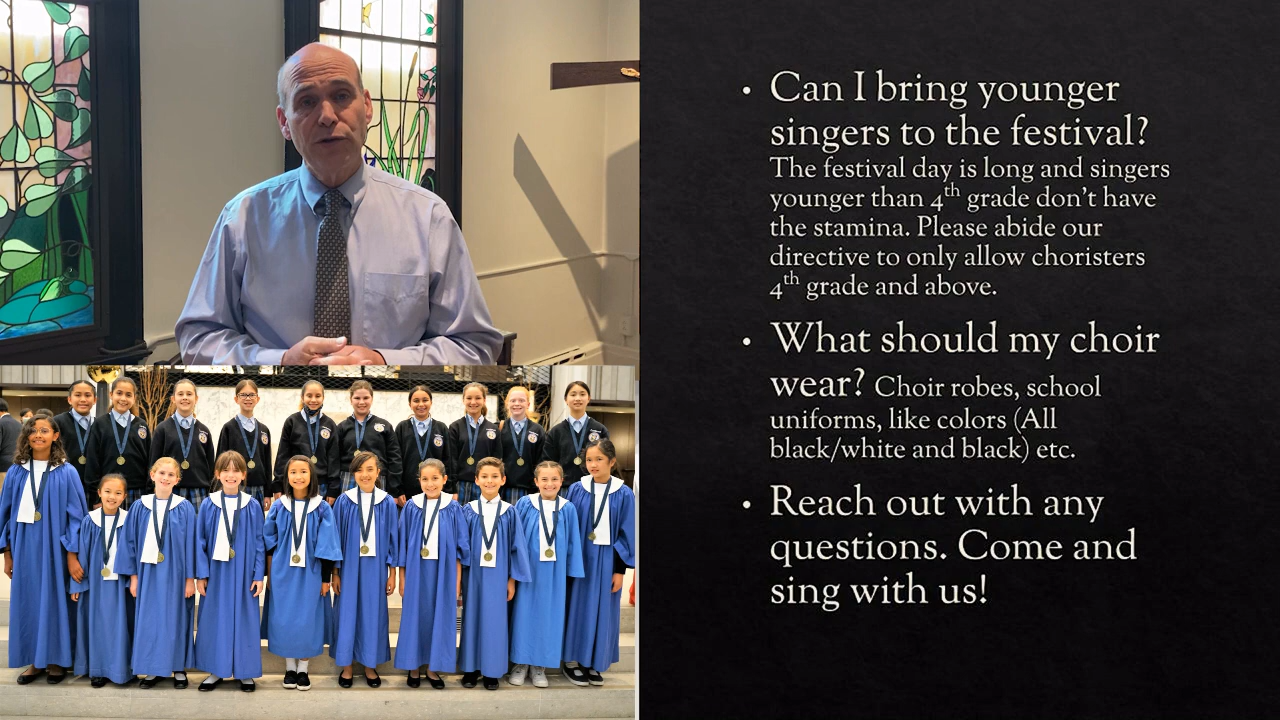 • Can I bring younger
singers to the festival?
The festival day is long and singers
younger than 4th grade don't have
the stamina. Please abide our
directive to only allow choristers
4th grade and above.
• What should my choir
wear? Choir robes, school
uniforms, like colors (All
black/white and black) etc.
• Reach out with any
questions. Come and
sing with us!